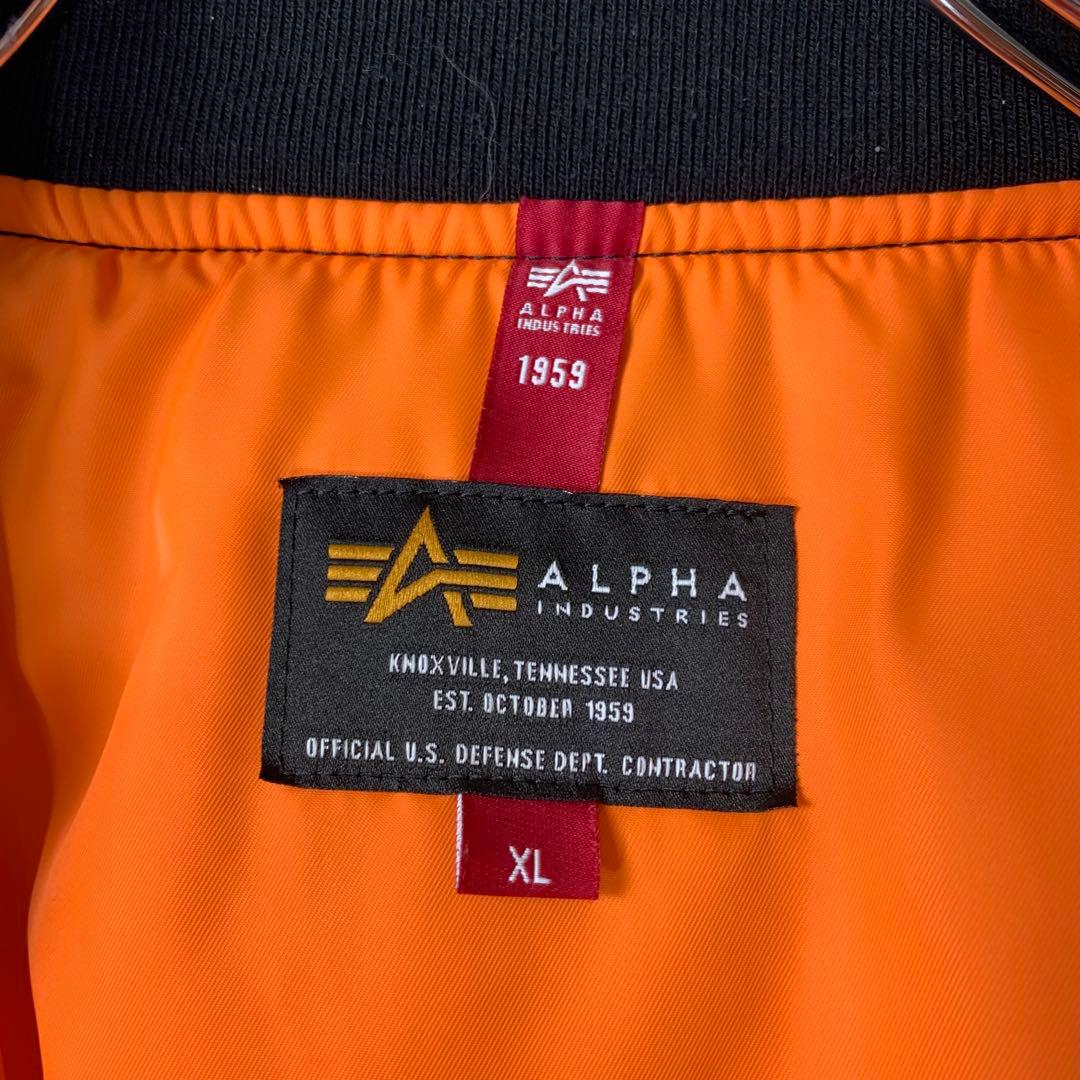 ALPHA
INDUSTRIES
1959
ALPHA
INDUSTRIES
KNOXVILLE, TENNESSEE USA
EST. OCTOBER 1959
OFFICIAL U.S. DEFENSE DEPT. CONTRACTOR
XL